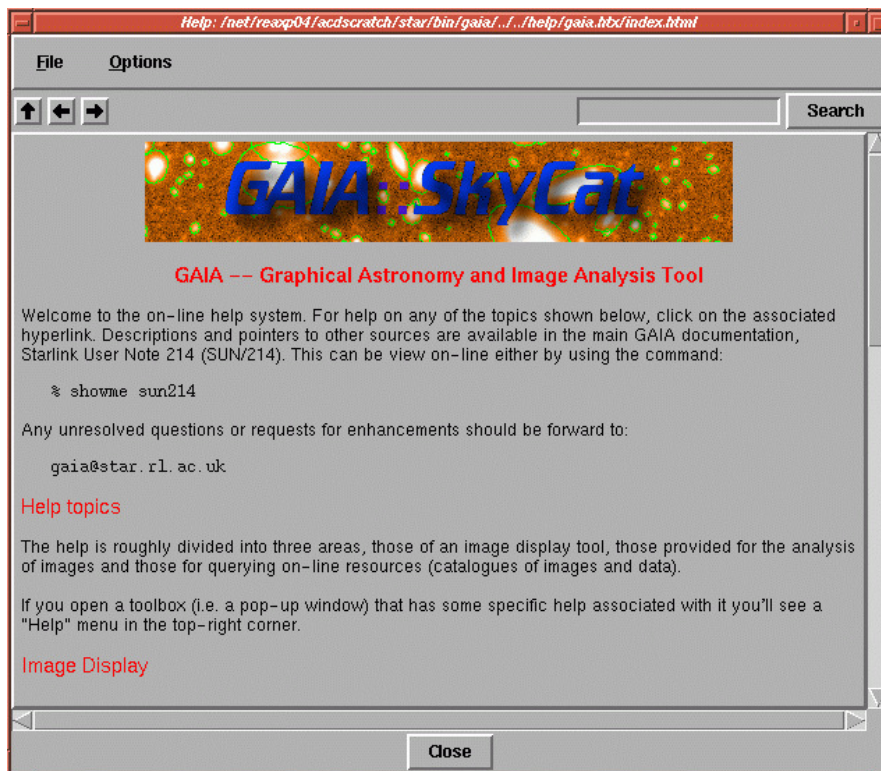 Help: /net/reaxp04/acdscratch/star/bin/gaia/../../help/gaia.htx/index.html
File Options
Search
GAIA::SkyCat
GAIA -- Graphical Astronomy and Image Analysis Tool
Welcome to the on-line help system. For help on any of the topics shown below, click on the associated
hyperlink. Descriptions and pointers to other sources are available in the main GAIA documentation,
Starlink User Note 214 (SUN/214). This can be view on-line either by using the command:
% showme sun214
Any unresolved questions or requests for enhancements should be forward to:
gaia@star.rl.ac.uk
Help topics
The help is roughly divided into three areas, those of an image display tool, those provided for the analysis
of images and those for querying on-line resources (catalogues of images and data).
If you open a toolbox (i.e. a pop-up window) that has some specific help associated with it you'll see a
"Help" menu in the top-right corner.
Image Display
Close